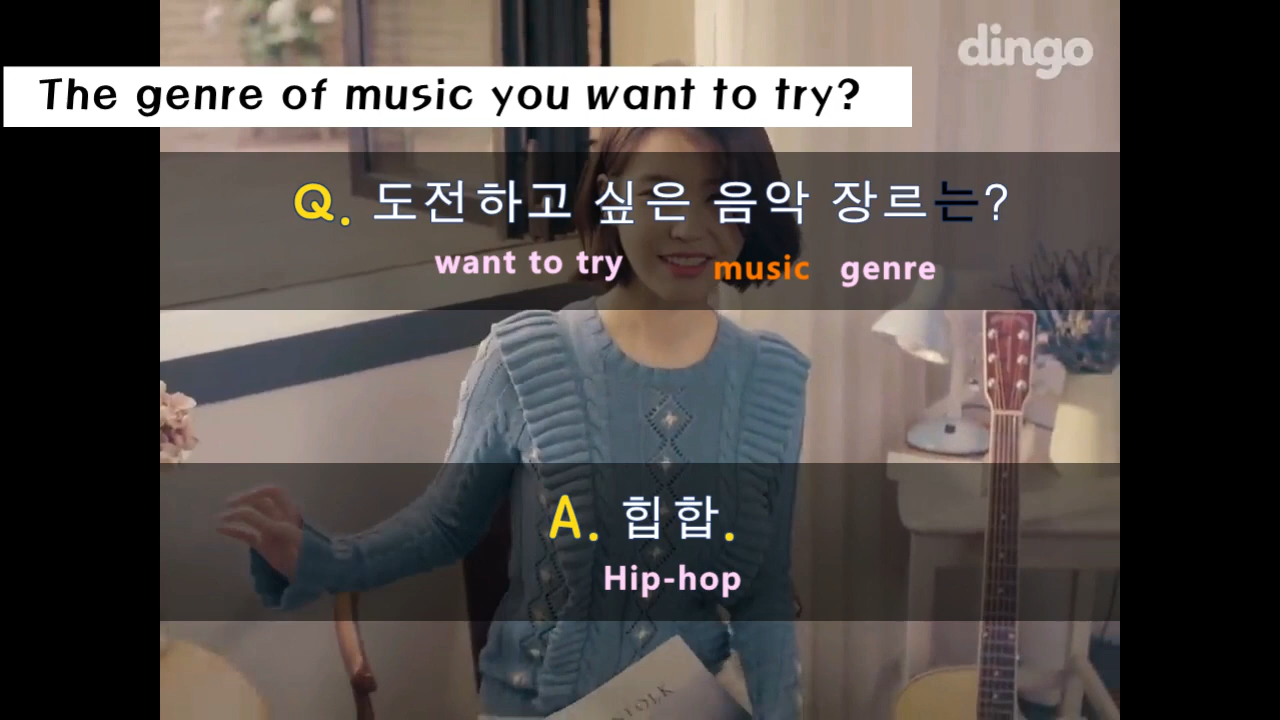 dingo
The genre of music you want to try?
Q. 도전하고 싶은 음악 장르는?
want to try music genre
A. 힙합.
Hip-hop